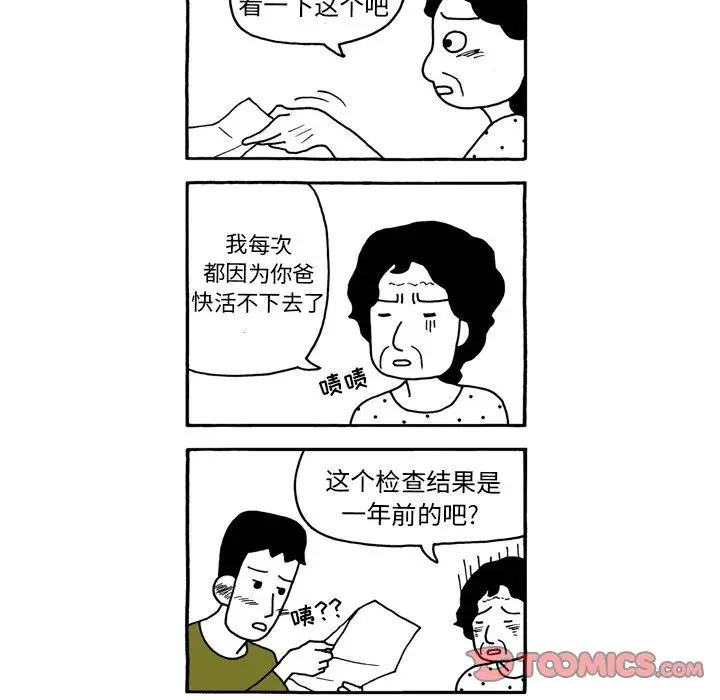 看一下这个吧
我每次
都因为你爸
快活不下去了
啧啧
这个检查结果是
一年前的吧?
咦??
TOOMICS.COM